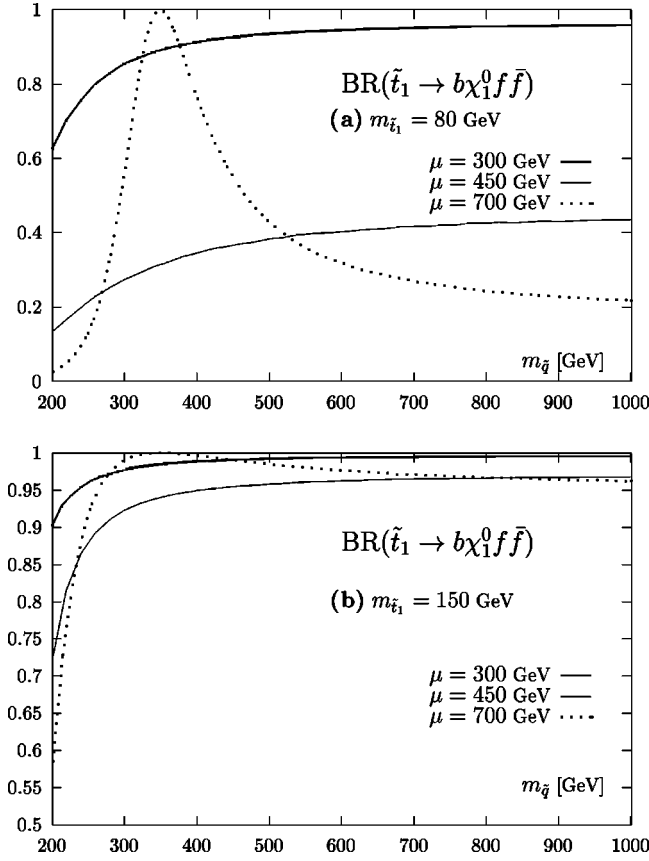 1
0.8
0.6
0.4
0.2
0
BR(t̃₁ → bχ₁⁰ff̄)
(a) m_t̃₁ = 80 GeV
μ = 300 GeV
μ = 450 GeV
μ = 700 GeV
m_q̃ [GeV]
200 300 400 500 600 700 800 900 1000
1
0.95
0.9
0.85
0.8
0.75
0.7
0.65
0.6
0.55
0.5
BR(t̃₁ → bχ₁⁰ff̄)
(b) m_t̃₁ = 150 GeV
μ = 300 GeV
μ = 450 GeV
μ = 700 GeV
m_q̃ [GeV]
200 300 400 500 600 700 800 900 1000